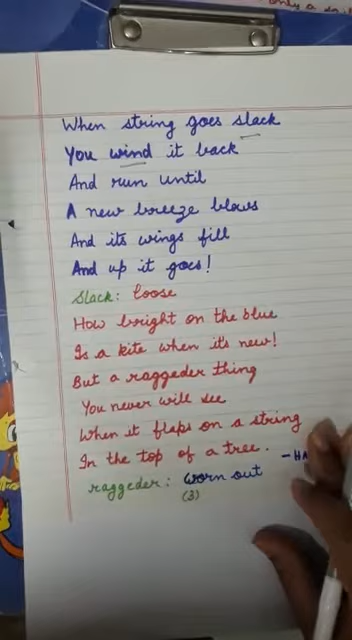 only a
When string goes slack
You wind it back
And run until
A new breeze blows
And its wings fill
And up it goes!
Slack: loose
How bright on the blue
Is a kite when it's new!
But a raggeder thing
You never will see
When it flaps on a string
In the top of a tree.
- HA
raggeder: worn out
(3)